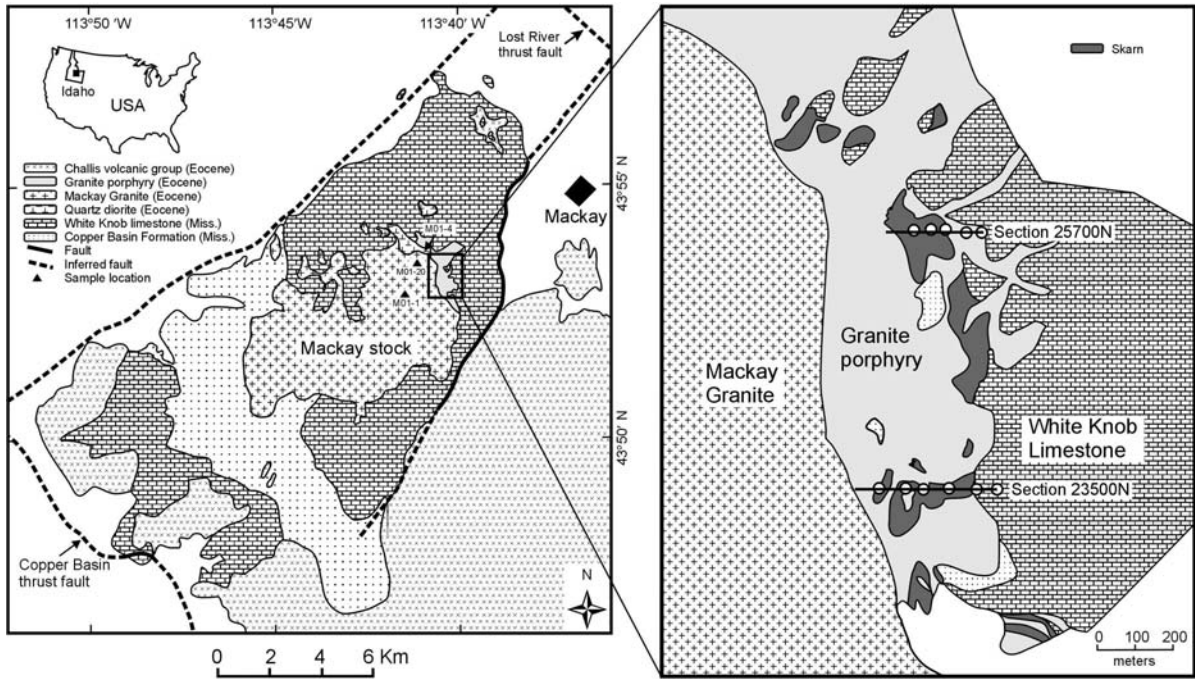 113°50 'W
113°45'W
113°40 'W
Lost River
thrust fault
Idaho
USA
Challis volcanic group (Eocene)
Granite porphyry (Eocene)
Mackay Granite (Eocene)
Quartz diorite (Eocene)
White Knob limestone (Miss.)
Copper Basin Formation (Miss.)
Fault
Inferred fault
Sample location
43°55' N
Mackay
M01-4
M01-20
M01-1
Mackay stock
43°50' N
Copper Basin
thrust fault
N
0 2 4 6 Km
Skarn
Section 25700N
Granite
porphyry
Mackay
Granite
White Knob
Limestone
Section 23500N
0 100 200
meters